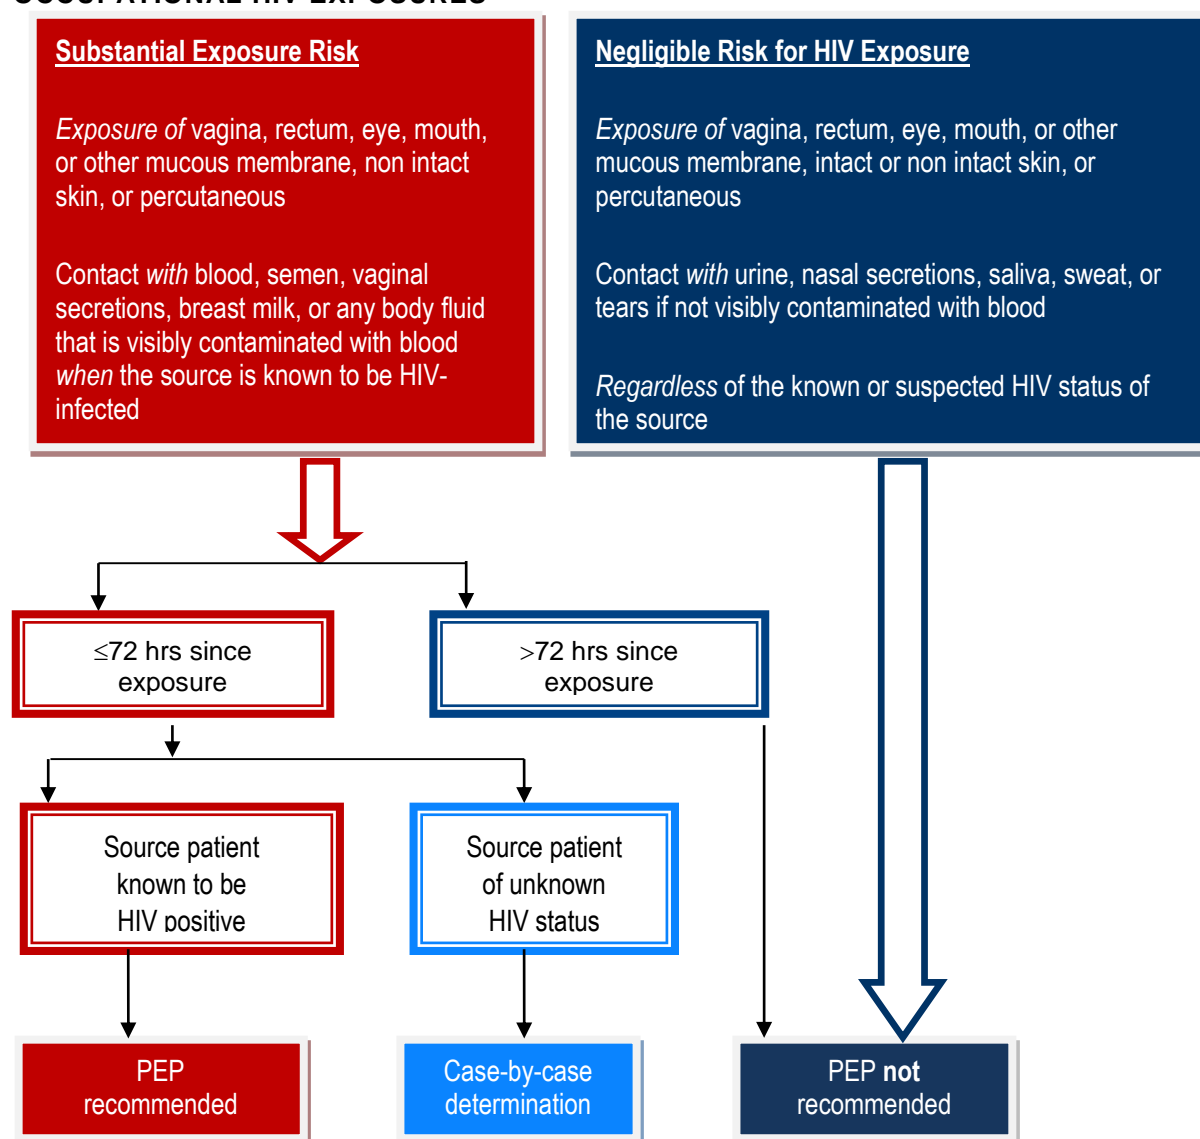 OCCUPATIONAL HIV EXPOSURES
Substantial Exposure Risk
Exposure of vagina, rectum, eye, mouth,
or other mucous membrane, non intact
skin, or percutaneous
Contact with blood, semen, vaginal
secretions, breast milk, or any body fluid
that is visibly contaminated with blood
when the source is known to be HIV-
infected
Negligible Risk for HIV Exposure
Exposure of vagina, rectum, eye, mouth, or other
mucous membrane, intact or non intact skin, or
percutaneous
Contact with urine, nasal secretions, saliva, sweat, or
tears if not visibly contaminated with blood
Regardless of the known or suspected HIV status of
the source
≤72 hrs since
exposure
>72 hrs since
exposure
Source patient
known to be
HIV positive
Source patient
of unknown
HIV status
PEP
recommended
Case-by-case
determination
PEP not
recommended